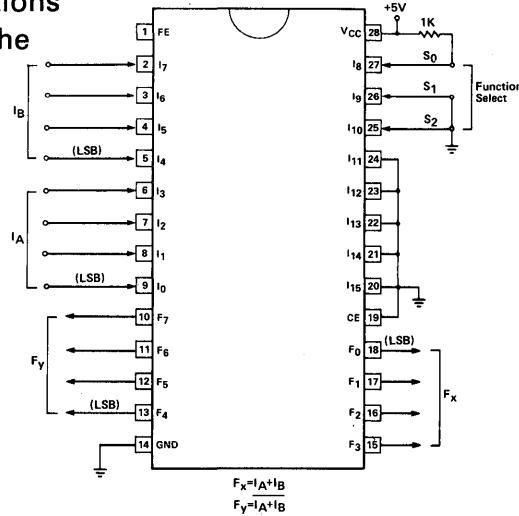 ions
he
+5V
1K
1 FE
VCC 28
2 I7
I8 27
S0
3 I6
I9 26
S1
Function
Select
IB
4 I5
I10 25
S2
(LSB)
5 I4
I11 24
6 I3
I12 23
7 I2
I13 22
IA
8 I1
I14 21
(LSB)
9 I0
I15 20
10 F7
CE 19
11 F6
F0 18
(LSB)
Fy
12 F5
F1 17
Fx
(LSB)
13 F4
F2 16
14 GND
F3 15
Fx=IA+IB
Fy=IA+IB